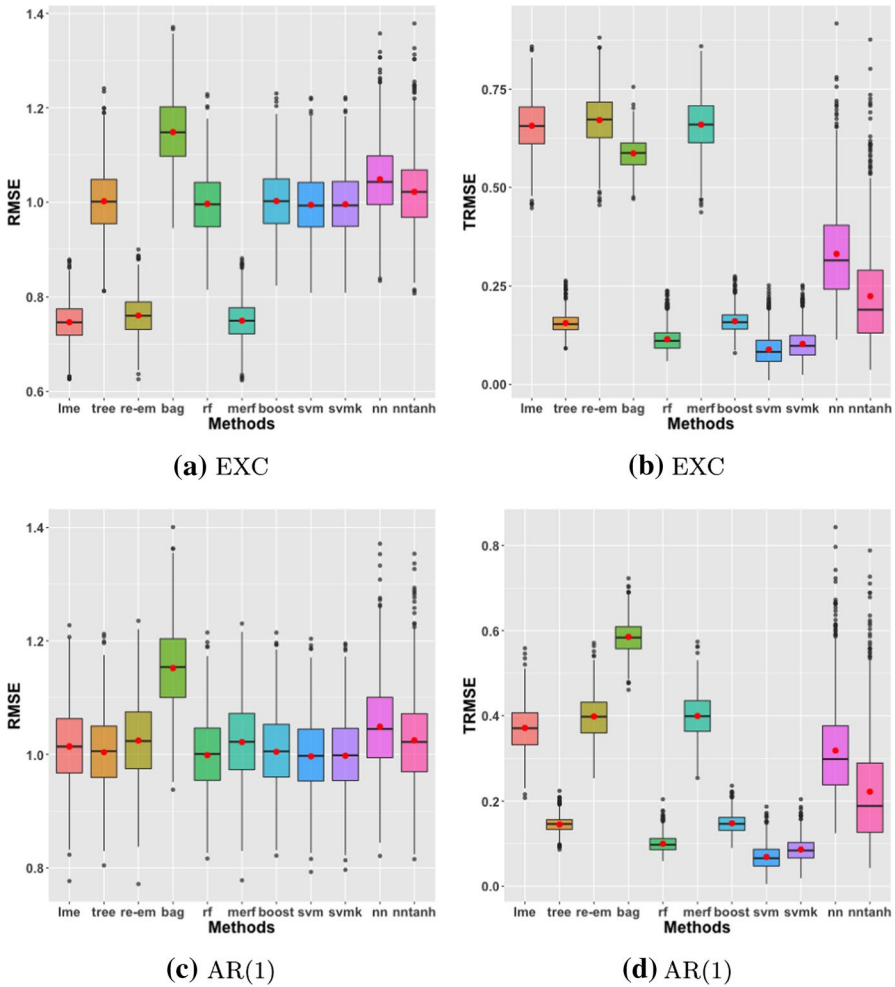 1.4
1.2
1.0
0.8
0.6
RMSE
lme tree re-em bag rf merf boost svm svmk nn nntanh
Methods
(a) EXC
0.75
0.50
0.25
0.00
TRMSE
lme tree re-em bag rf merf boost svm svmk nn nntanh
Methods
(b) EXC
1.4
1.2
1.0
0.8
RMSE
lme tree re-em bag rf merf boost svm svmk nn nntanh
Methods
(c) AR(1)
0.8
0.6
0.4
0.2
0.0
TRMSE
lme tree re-em bag rf merf boost svm svmk nn nntanh
Methods
(d) AR(1)